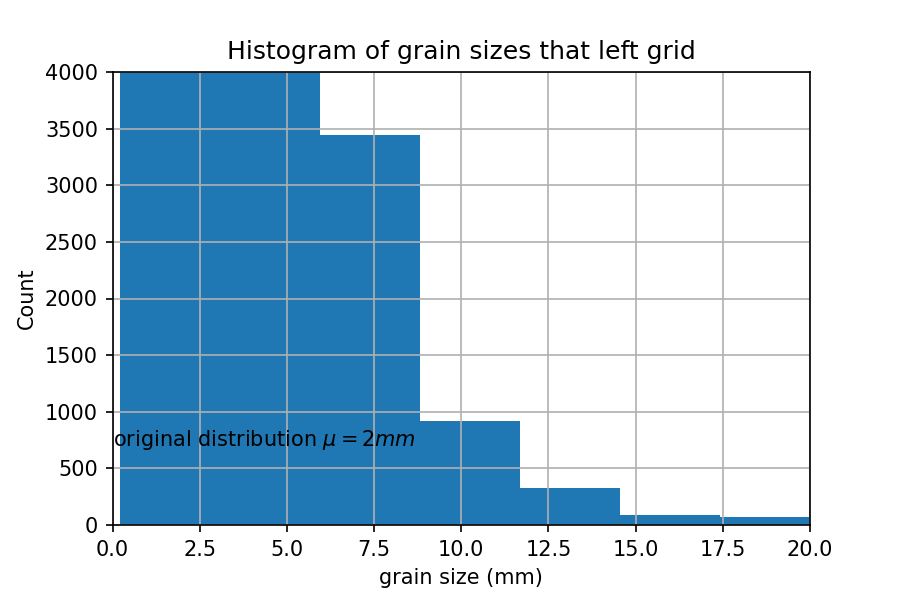 Histogram of grain sizes that left grid
4000
3500
3000
2500
2000
1500
1000
500
0
Count
original distribution μ = 2mm
0.0 2.5 5.0 7.5 10.0 12.5 15.0 17.5 20.0
grain size (mm)